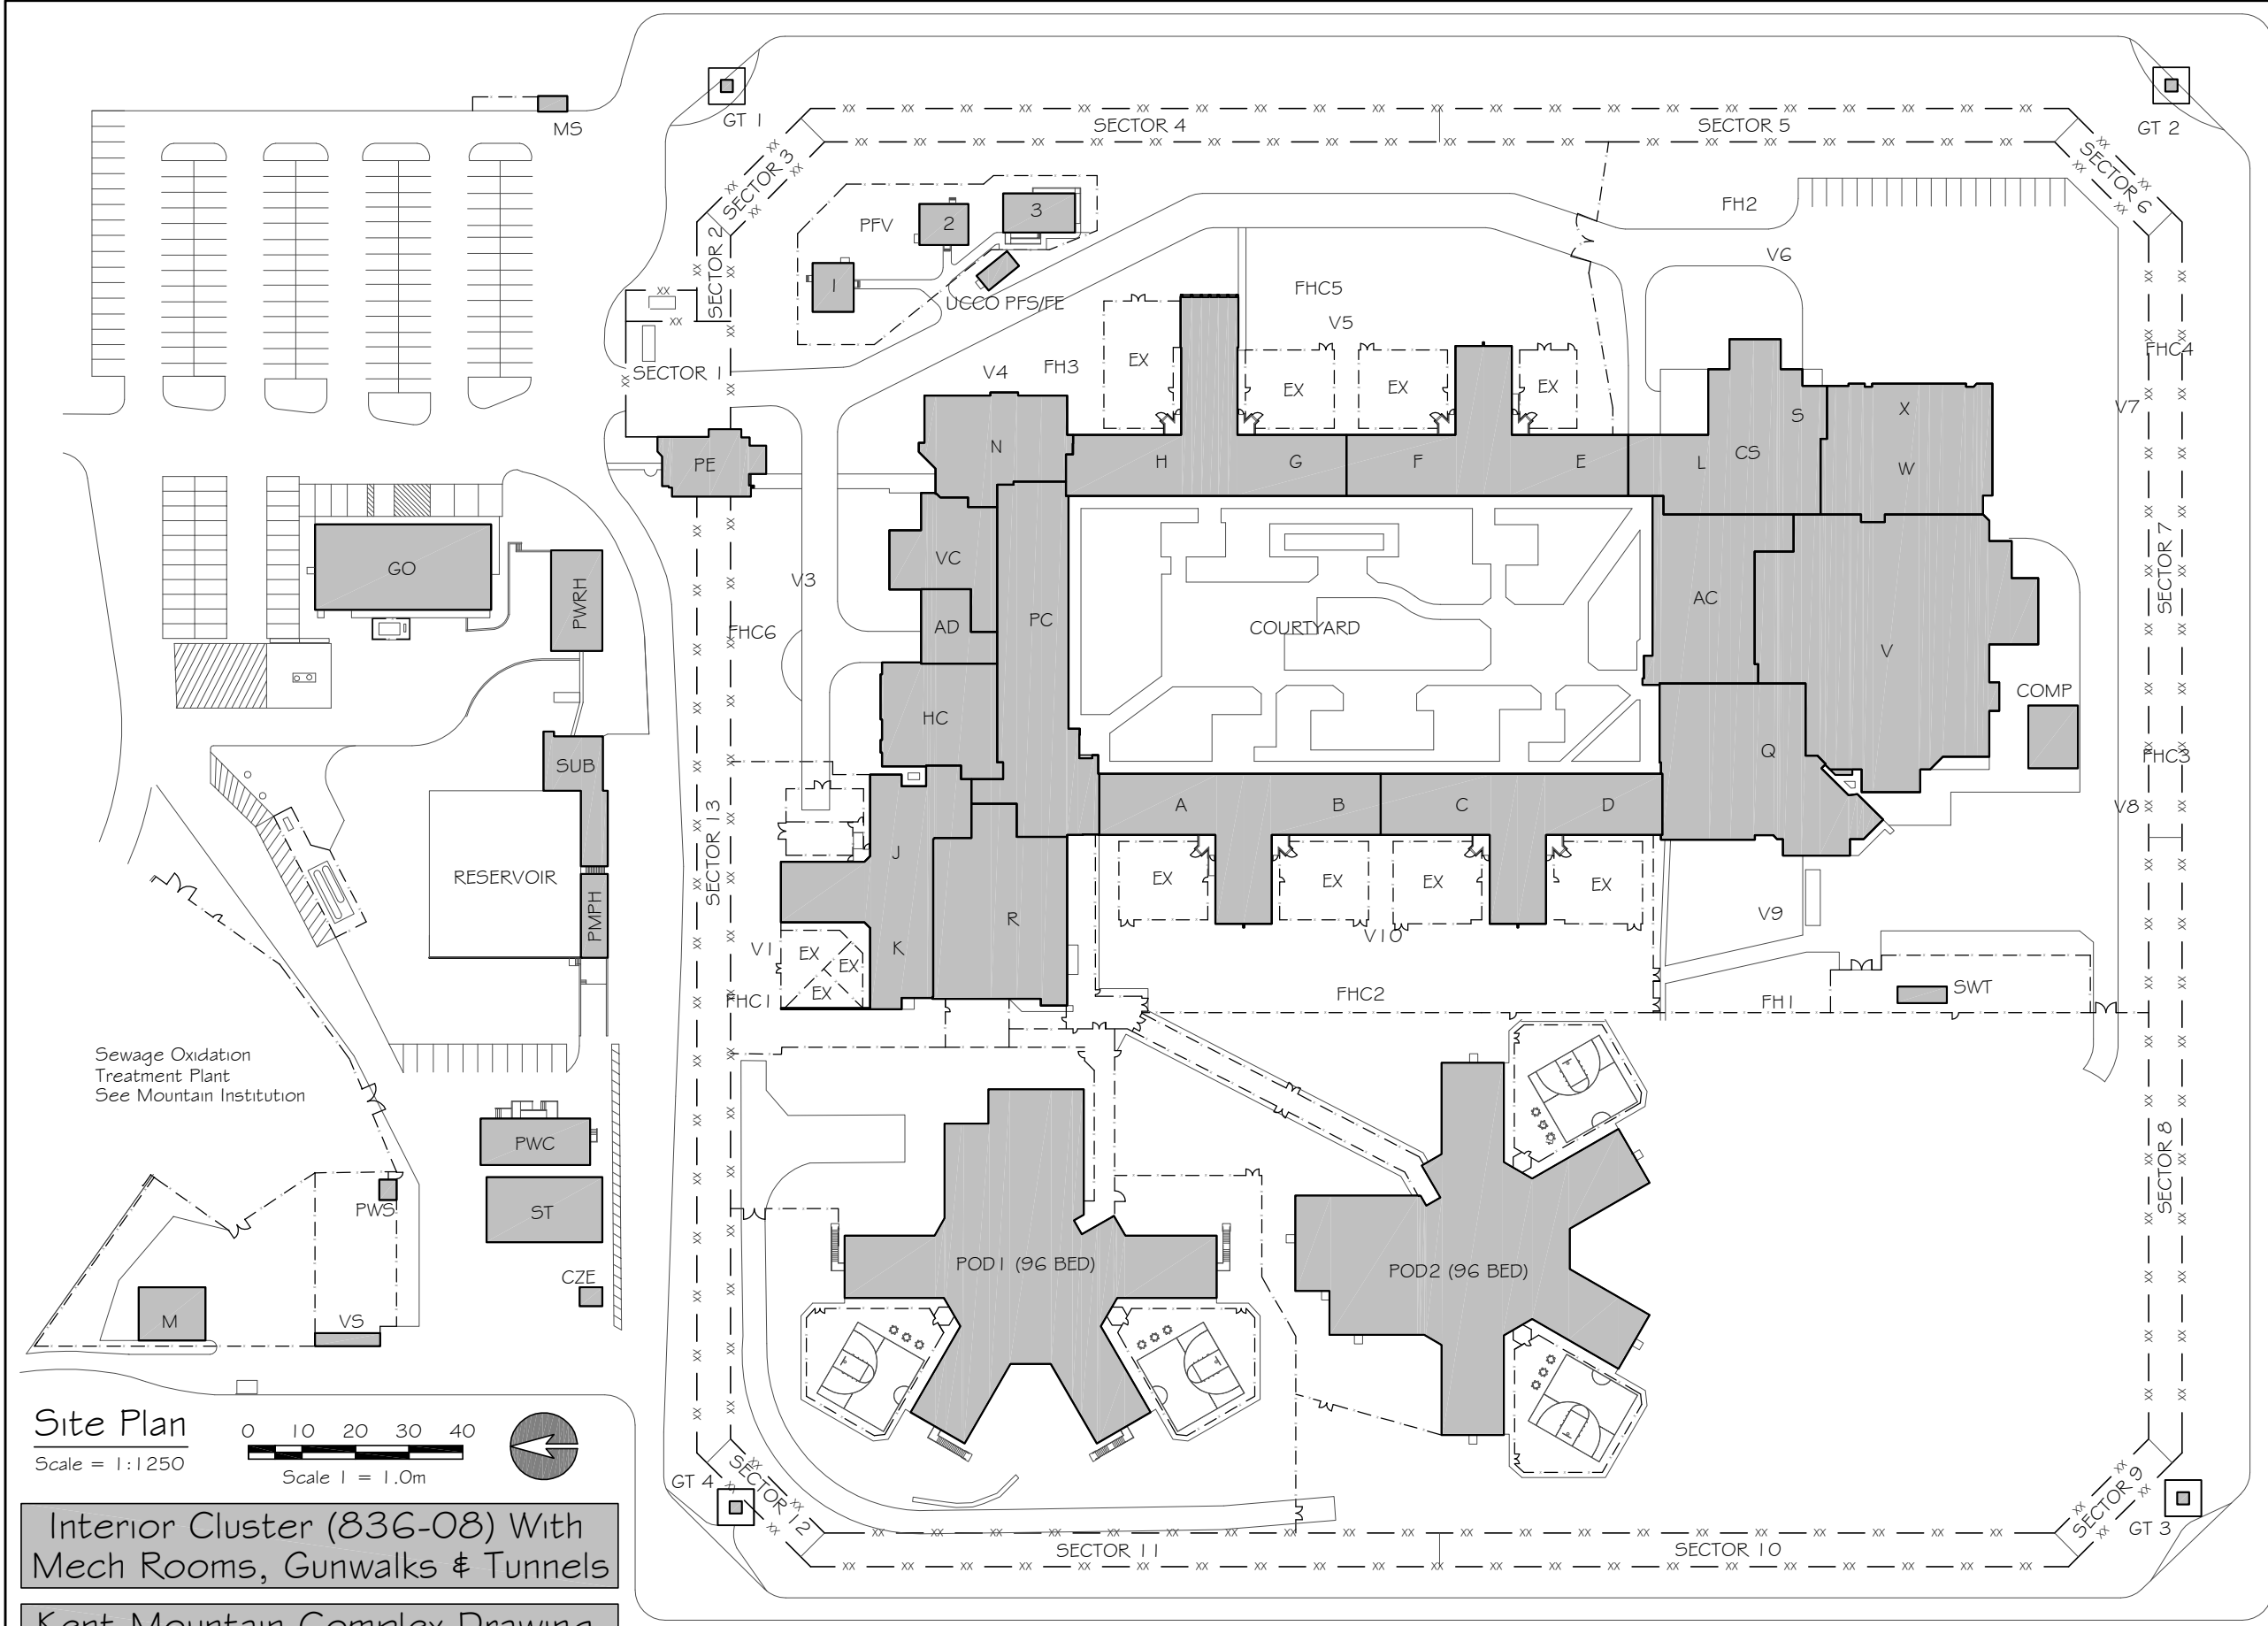 MS
GT 1
SECTOR 4
SECTOR 5
GT 2
SECTOR 3
SECTOR 6
SECTOR 2
PFV
2
3
1
UCCO PFS/FE
FH2
V6
FHC5
V5
SECTOR 1
V4
FH3
EX
EX
EX
EX
FHC4
V7
PE
N
H
G
F
E
L
CS
S
X
W
GO
PWRH
V3
VC
AD
PC
COURTYARD
AC
V
SECTOR 7
FHC6
HC
COMP
SUB
Q
FHC3
V8
A
B
C
D
SECTOR 13
J
RESERVOIR
PMPH
EX
EX
EX
EX
K
R
V1
EX
EX
EX
V9
V10
FHC1
FHC2
FH1
SWT
Sewage Oxidation
Treatment Plant
See Mountain Institution
PWC
PWS
ST
SECTOR 8
POD1 (96 BED)
POD2 (96 BED)
CZE
M
VS
Site Plan
Scale = 1:1250
0 10 20 30 40
Scale 1 = 1.0m
GT 4
SECTOR 12
SECTOR 11
SECTOR 10
SECTOR 9
GT 3
Interior Cluster (836-08) With
Mech Rooms, Gunwalks & Tunnels
Kent Mountain Complex Drawing